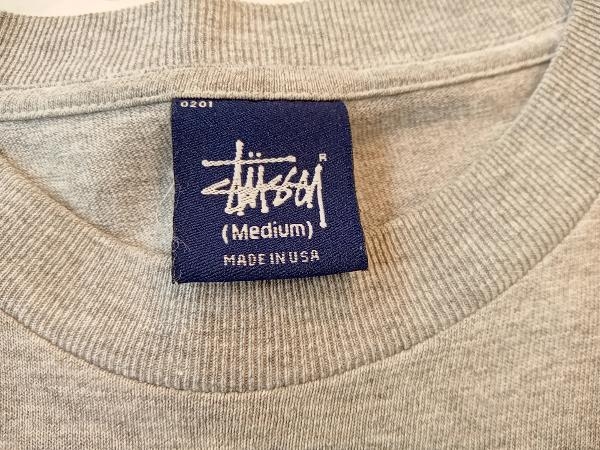 0201
Stüssy
R
(Medium)
MADE IN USA